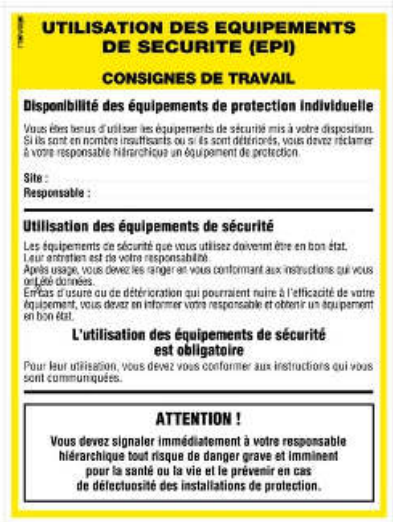 UTILISATION DES EQUIPEMENTS
DE SECURITE (EPI)
CONSIGNES DE TRAVAIL
Disponibilité des équipements de protection individuelle
Vous êtes tenus d'utiliser les équipements de sécurité mis à votre disposition.
Si ils sont en nombre insuffisants ou si ils sont détériorés, vous devez réclamer
à votre responsable hiérarchique un équipement de protection.
Site :
Responsable :
Utilisation des équipements de sécurité
Les équipements de sécurité que vous utilisez doivent être en bon état.
Leur entretien est de votre responsabilité.
Après usage, vous devez les ranger en vous conformant aux instructions qui vous
ont été données.
En cas d'usure ou de détérioration qui pourraient nuire à l'efficacité de votre
équipement, vous devez en informer votre responsable et obtenir un équipement
en bon état.
L'utilisation des équipements de sécurité
est obligatoire
Pour leur utilisation, vous devez vous conformer aux instructions qui vous
sont communiquées.
ATTENTION !
Vous devez signaler immédiatement à votre responsable
hiérarchique tout risque de danger grave et imminent
pour la santé ou la vie et le prévenir en cas
de défectuosité des installations de protection.